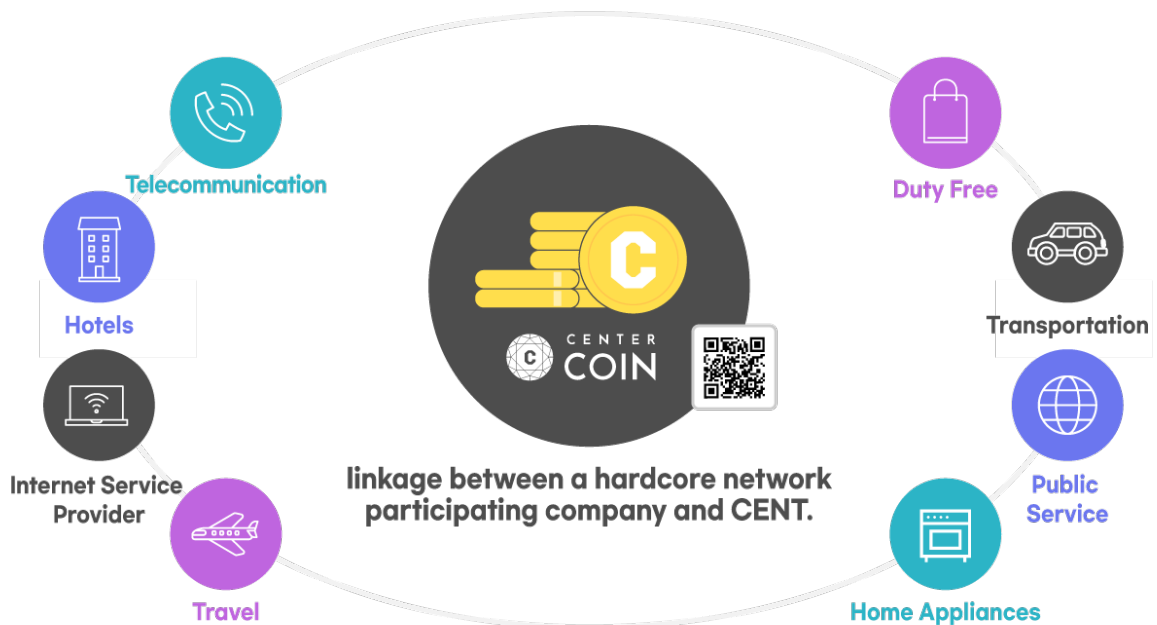 Telecommunication
Duty Free
Hotels
Transportation
C
C
CENTER
COIN
Internet Service
Provider
linkage between a hardcore network
participating company and CENT.
Public
Service
Travel
Home Appliances